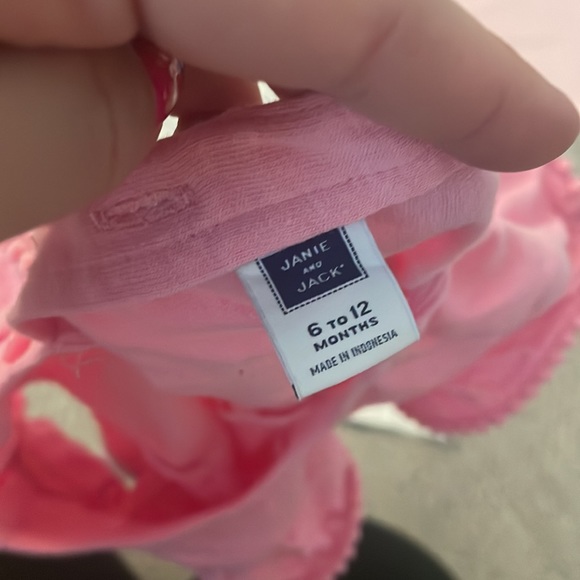 JANIE
AND
JACK
6 TO 12
MONTHS
MADE IN INDONESIA